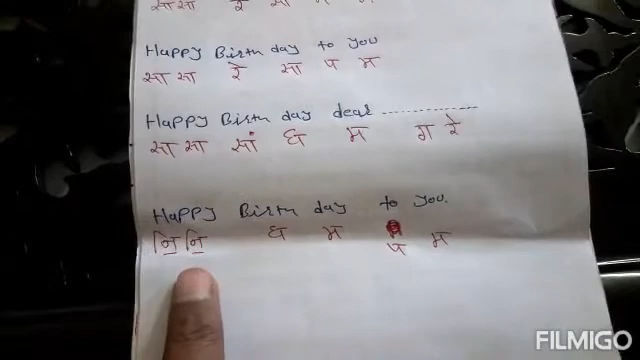 सा सा रे सा
Happy Birth day to you
सा सा रे सा प म
Happy Birth day dear ..............
सा सा सां ध म ग रे
Happy Birth day to you.
नि॒ नि॒ ध म प म
FILMIGO